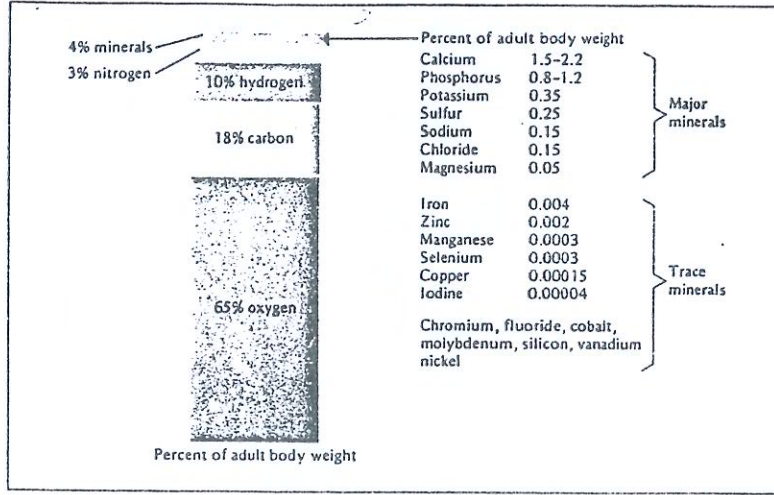 4% minerals
3% nitrogen
10% hydrogen
18% carbon
65% oxygen
Percent of adult body weight
Percent of adult body weight
Calcium 1.5–2.2
Phosphorus 0.8–1.2
Potassium 0.35
Sulfur 0.25
Sodium 0.15
Chloride 0.15
Magnesium 0.05
Major
minerals
Iron 0.004
Zinc 0.002
Manganese 0.0003
Selenium 0.0003
Copper 0.00015
Iodine 0.00004
Chromium, fluoride, cobalt,
molybdenum, silicon, vanadium
nickel
Trace
minerals